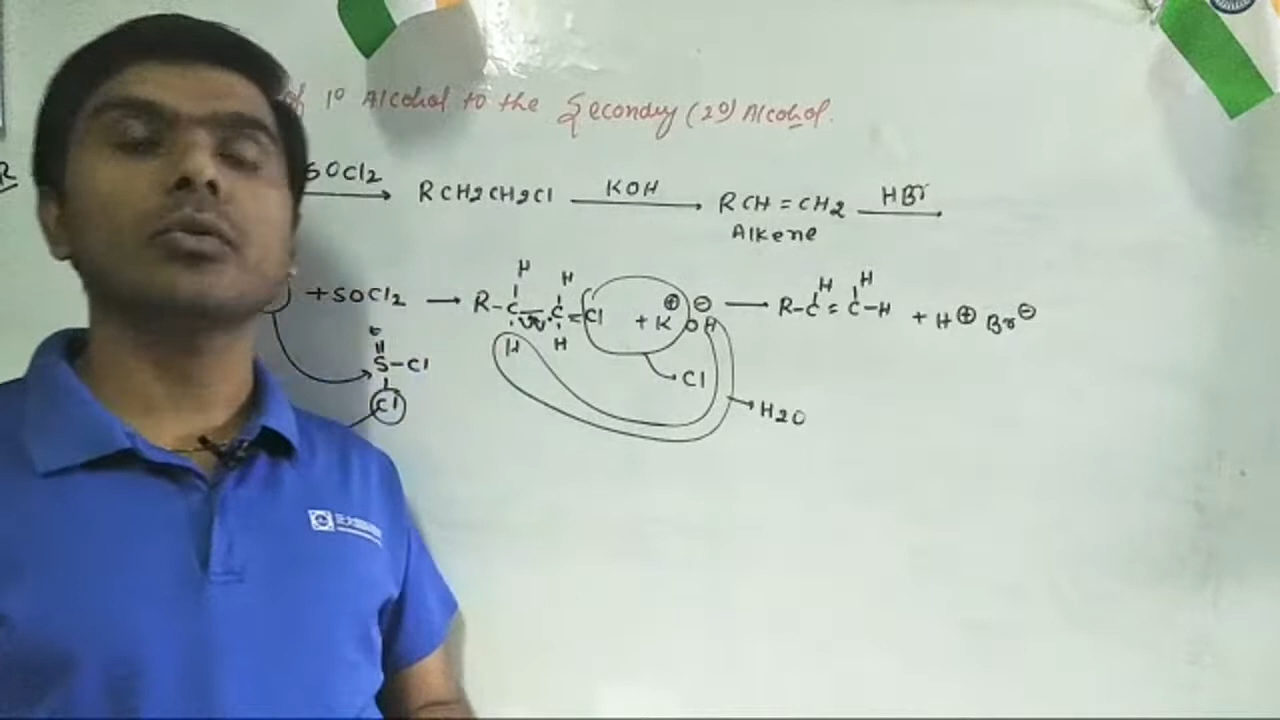 of 1° Alcohol to the Secondry (2°) Alcohol.
SOCl2 RCH2CH2Cl KOH RCH=CH2 HBr
Alkene
H H H H
+SOCl2 → R-C-C-Cl + K⊕ ⊖OH → R-C=C-H + H⊕ Br⊖
H H
S-Cl
Cl
Cl
H2O